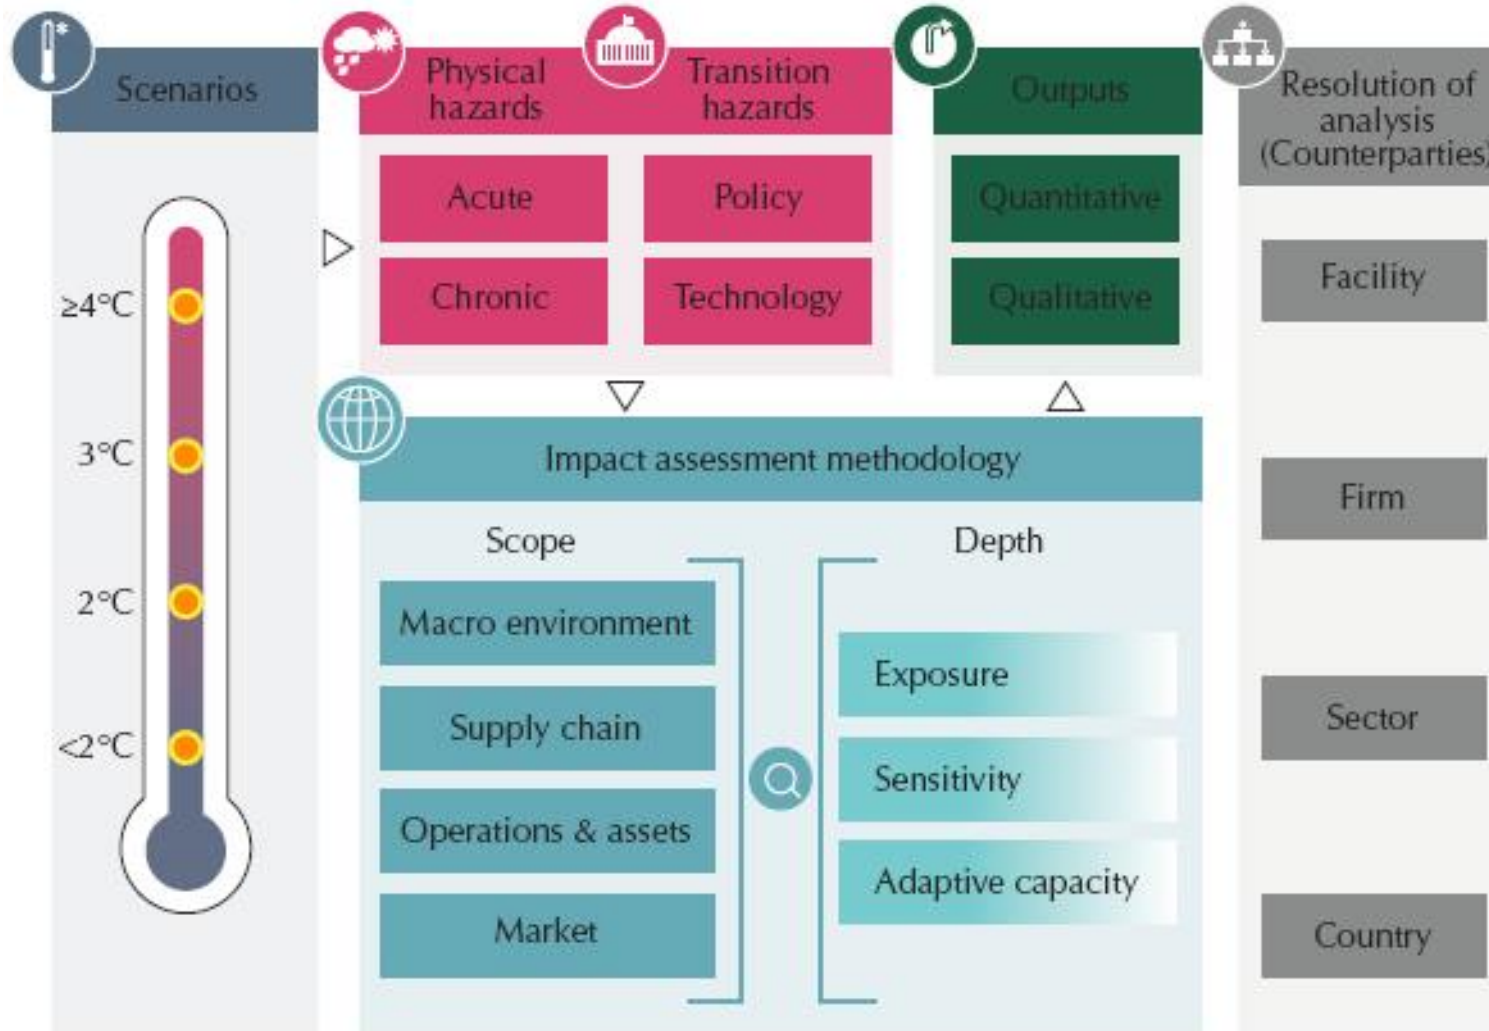 Scenarios
≥4°C
3°C
2°C
<2°C
Physical
hazards
Transition
hazards
Acute
Policy
Chronic
Technology
Outputs
Quantitative
Qualitative
Impact assessment methodology
Scope
Macro environment
Supply chain
Operations & assets
Market
Depth
Exposure
Sensitivity
Adaptive capacity
Resolution of
analysis
(Counterparties)
Facility
Firm
Sector
Country